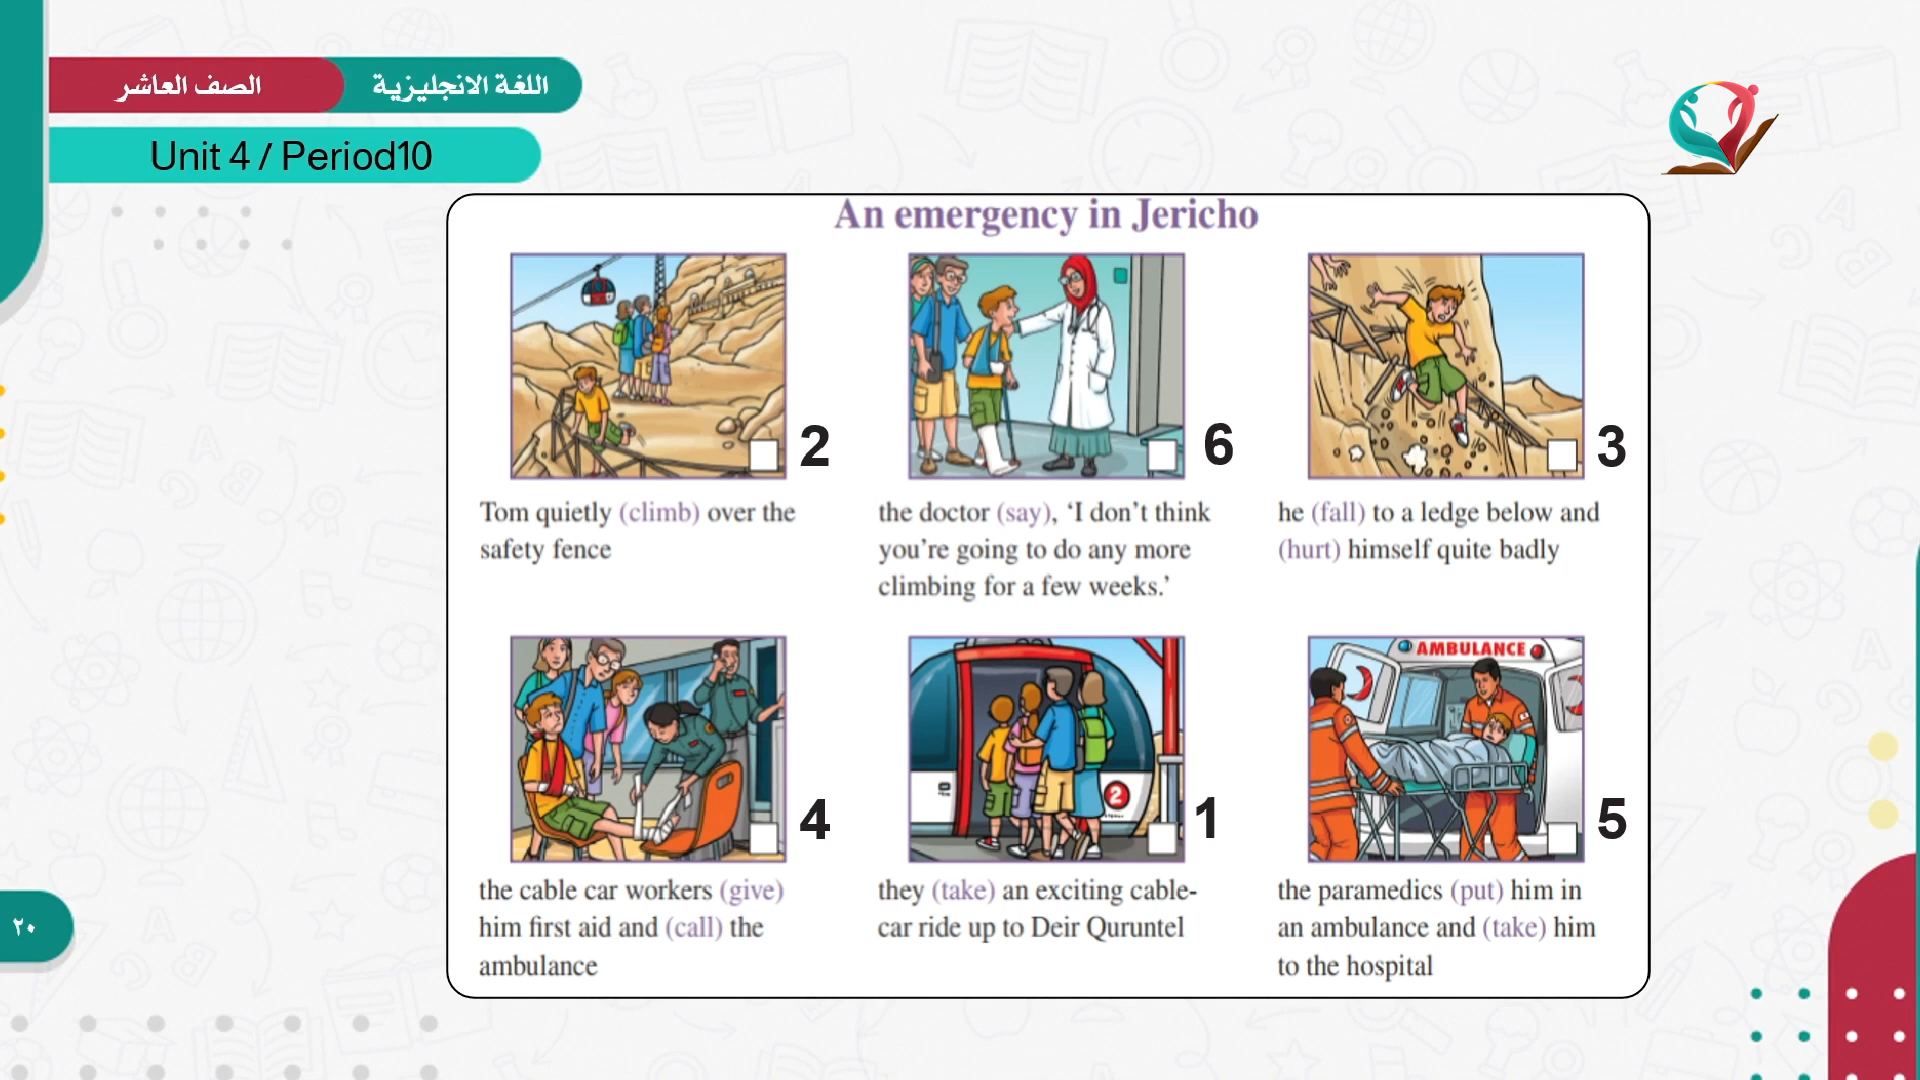 اللغة الانجليزية
الصف العاشر
Unit 4 / Period10
An emergency in Jericho
2
Tom quietly (climb) over the
safety fence
6
the doctor (say), ‘I don’t think
you’re going to do any more
climbing for a few weeks.’
3
he (fall) to a ledge below and
(hurt) himself quite badly
4
the cable car workers (give)
him first aid and (call) the
ambulance
2
1
they (take) an exciting cable-
car ride up to Deir Quruntel
AMBULANCE
5
the paramedics (put) him in
an ambulance and (take) him
to the hospital
٢٠